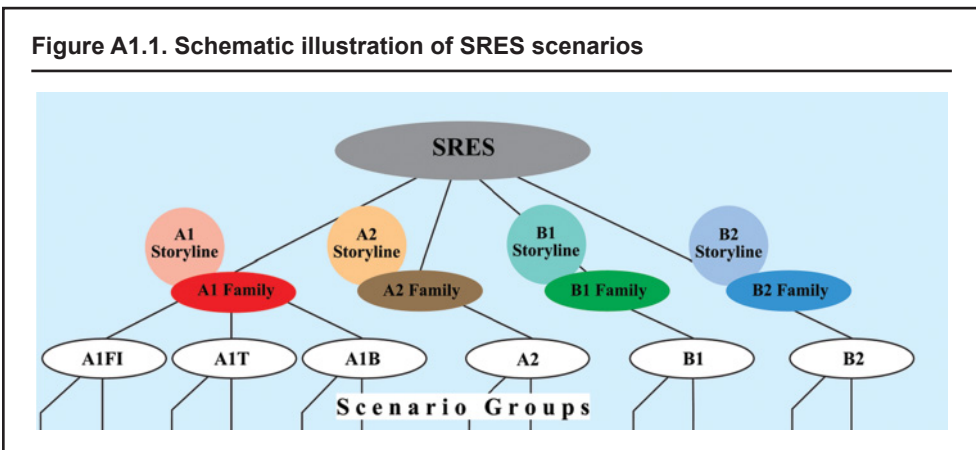 Figure A1.1. Schematic illustration of SRES scenarios
SRES
A1
Storyline
A2
Storyline
B1
Storyline
B2
Storyline
A1 Family
A2 Family
B1 Family
B2 Family
A1FI
A1T
A1B
A2
B1
B2
Scenario Groups